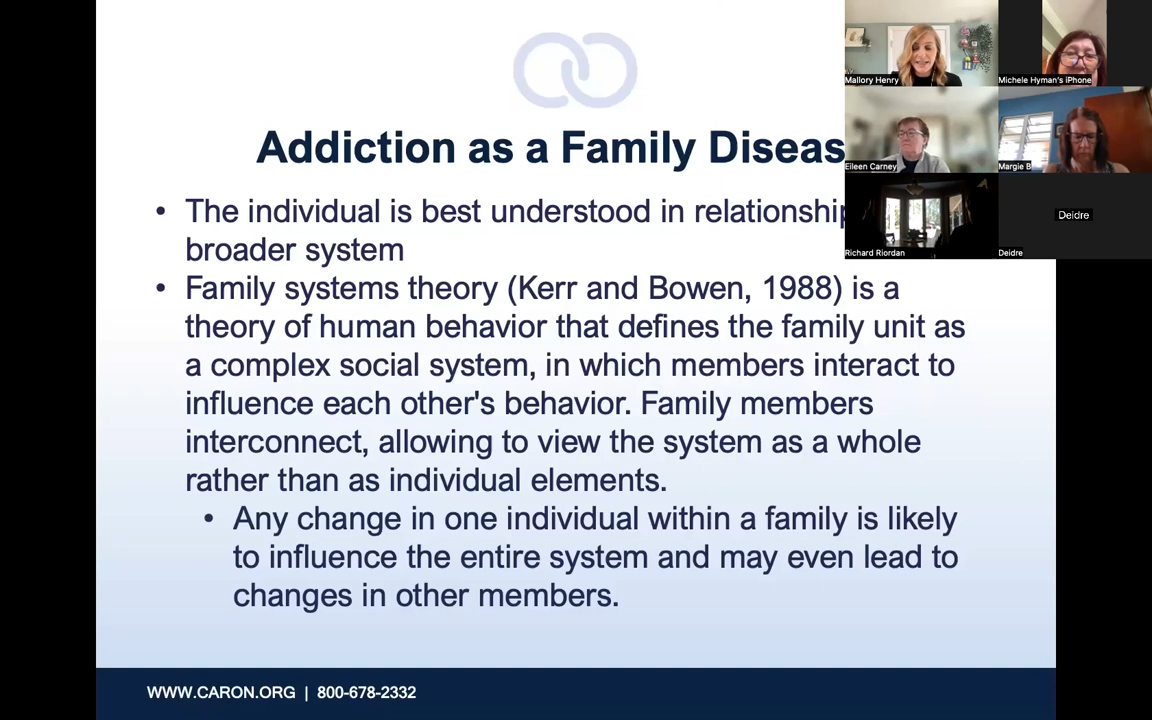 Addiction as a Family Diseas
• The individual is best understood in relationship
broader system
• Family systems theory (Kerr and Bowen, 1988) is a
theory of human behavior that defines the family unit as
a complex social system, in which members interact to
influence each other's behavior. Family members
interconnect, allowing to view the system as a whole
rather than as individual elements.
• Any change in one individual within a family is likely
to influence the entire system and may even lead to
changes in other members.
WWW.CARON.ORG | 800-678-2332
Mallory Henry
Michele Hyman's iPhone
Eileen Carney
Margie B
Richard Riordan
Deidre
Deidre